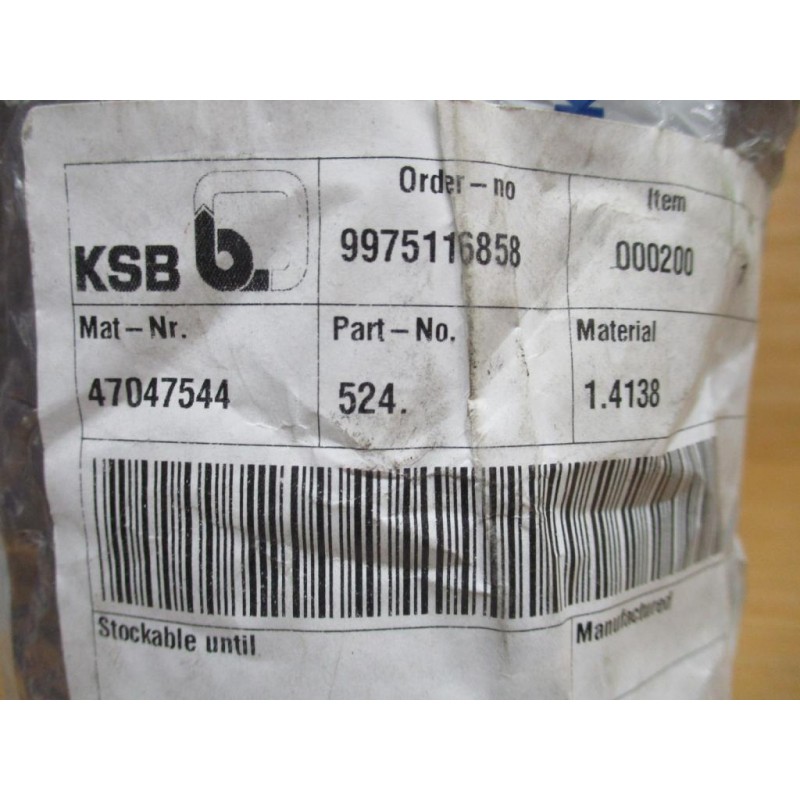 KSB b.
Order-no
9975116858
Item
000200
Mat-Nr.
47047544
Part-No.
524.
Material
1.4138
Stockable until
Manufactured